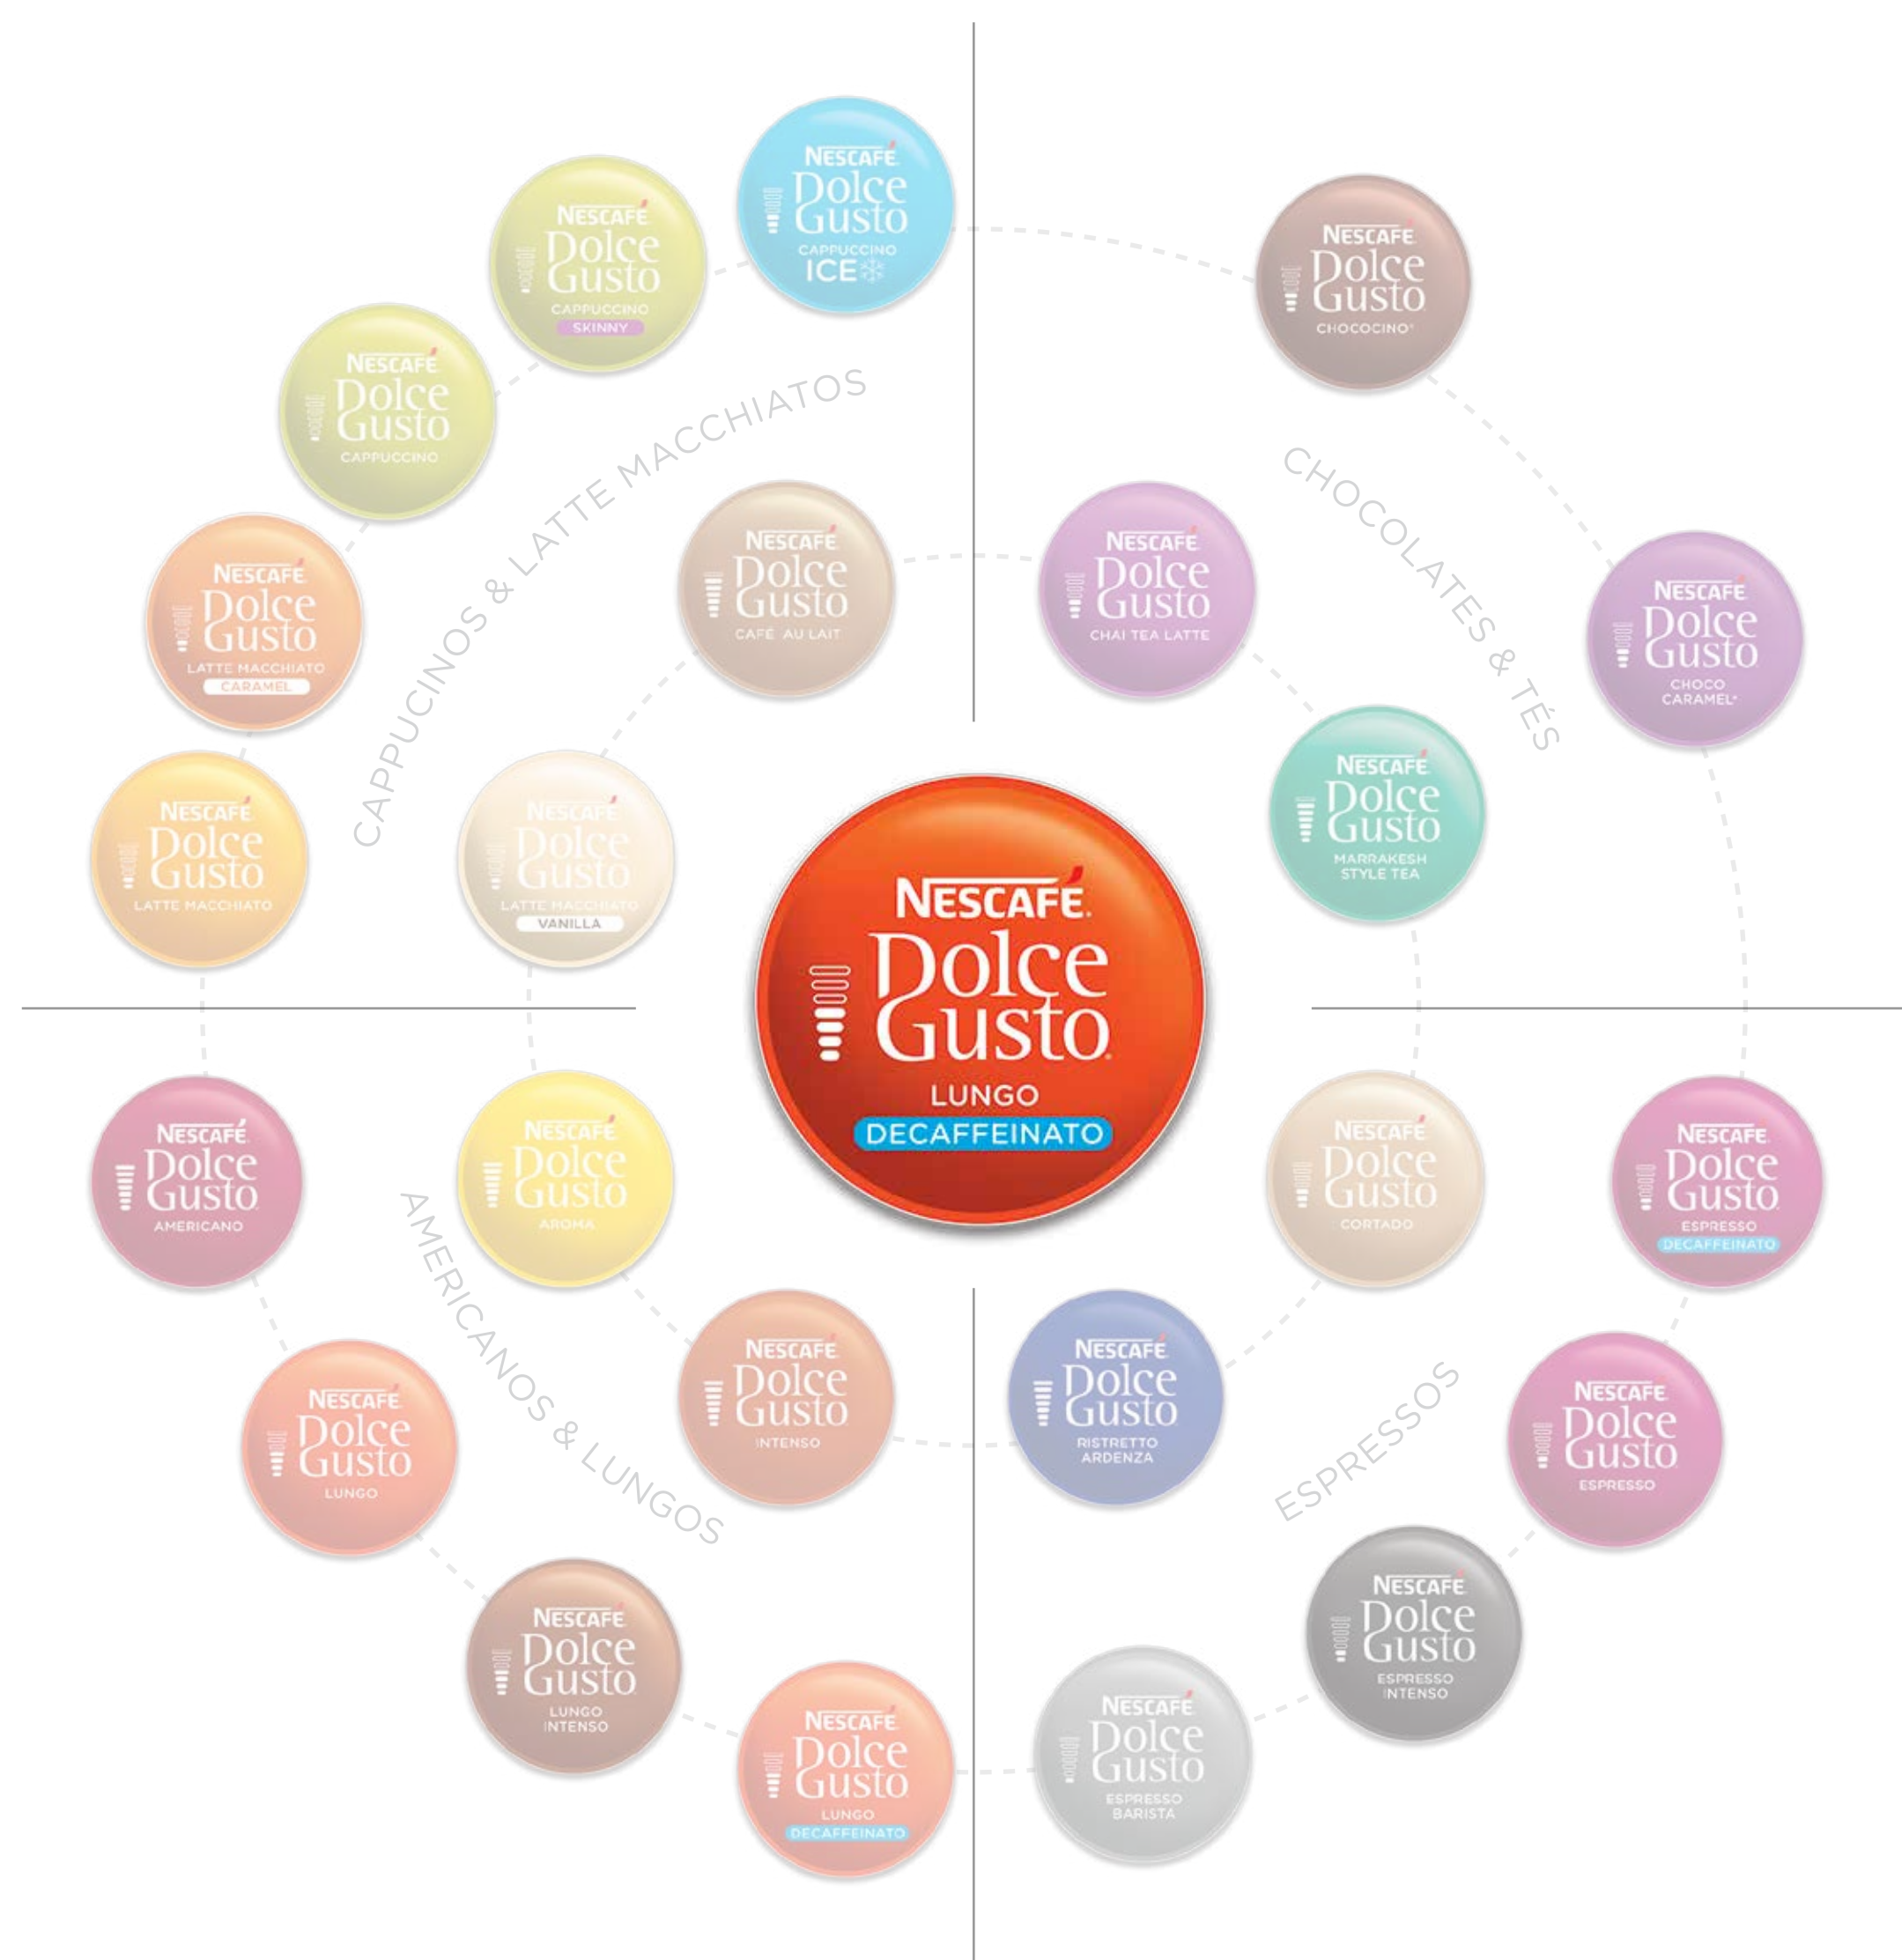 NESCAFÉ
Dolce
Gusto
CAPPUCCINO
ICE
NESCAFÉ
Dolce
Gusto
CAPPUCCINO
SKINNY
NESCAFÉ
Dolce
Gusto
CAPPUCCINO
NESCAFÉ
Dolce
Gusto
LATTE MACCHIATO
CARAMEL
NESCAFÉ
Dolce
Gusto
LATTE MACCHIATO
CAPPUCINOS & LATTE MACCHIATOS
NESCAFÉ
Dolce
Gusto
CAFÉ AU LAIT
NESCAFÉ
Dolce
Gusto
LATTE MACCHIATO
VANILLA
NESCAFÉ
Dolce
Gusto
CHOCOCINO*
NESCAFÉ
Dolce
Gusto
CHOCO
CARAMEL*
CHOCOLATES & TÉS
NESCAFÉ
Dolce
Gusto
CHAI TEA LATTE
NESCAFÉ
Dolce
Gusto
MARRAKESH
STYLE TEA
NESCAFÉ.
Dolce
Gusto
LUNGO
DECAFFEINATO
NESCAFÉ
Dolce
Gusto
AMERICANO
NESCAFÉ
Dolce
Gusto
AROMA
AMERICANOS & LUNGOS
NESCAFÉ
Dolce
Gusto
INTENSO
NESCAFÉ
Dolce
Gusto
LUNGO
NESCAFÉ
Dolce
Gusto
LUNGO
INTENSO
NESCAFÉ
Dolce
Gusto
LUNGO
DECAFFEINATO
NESCAFÉ
Dolce
Gusto
CORTADO
NESCAFÉ
Dolce
Gusto
ESPRESSO
DECAFFEINATO
NESCAFÉ
Dolce
Gusto
RISTRETTO
ARDENZA
ESPRESSOS
NESCAFÉ
Dolce
Gusto
ESPRESSO
NESCAFÉ
Dolce
Gusto
ESPRESSO
INTENSO
NESCAFÉ
Dolce
Gusto
ESPRESSO
BARISTA